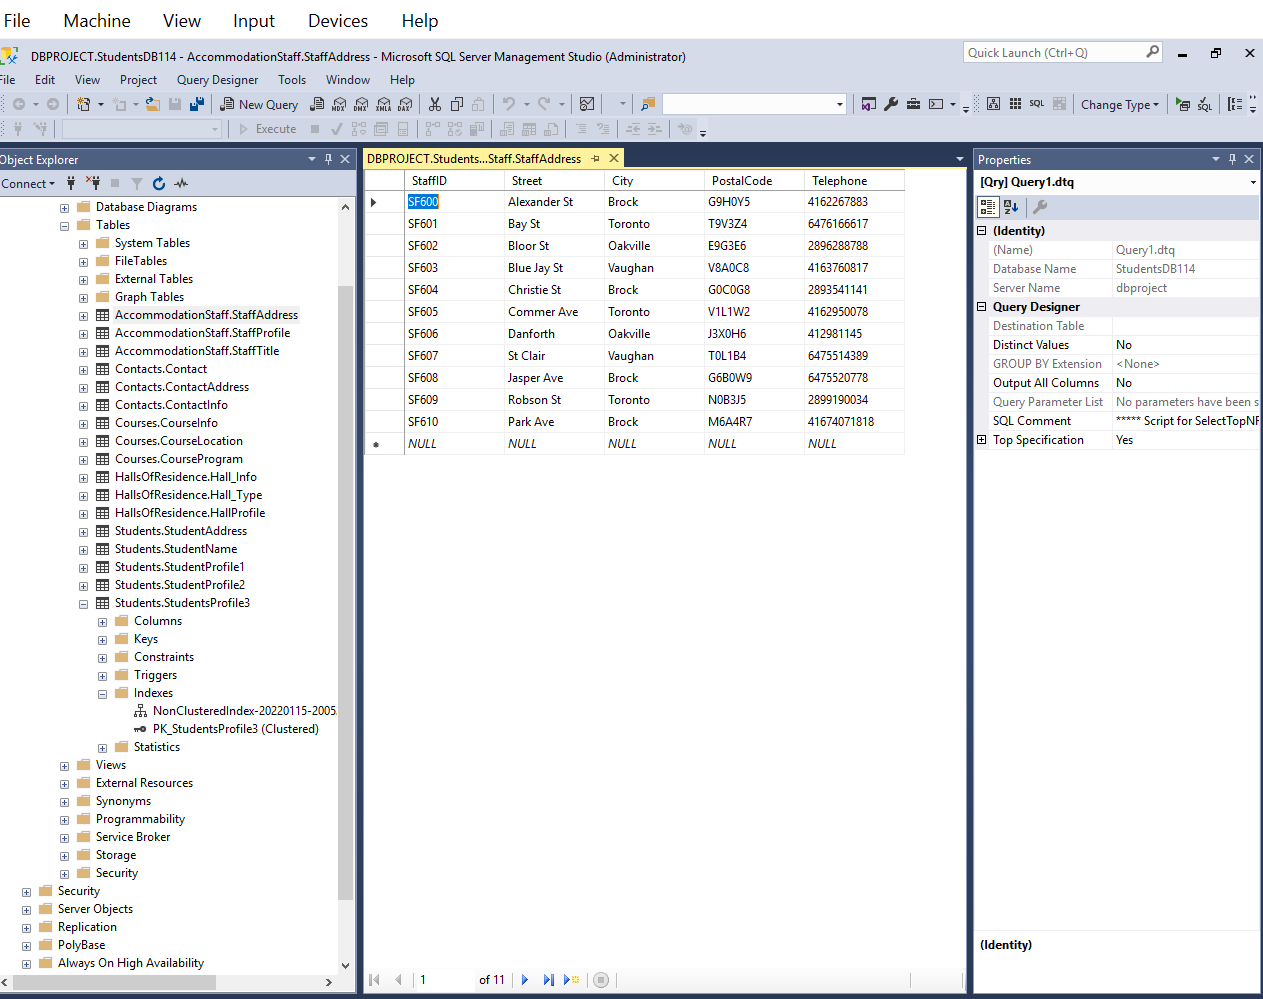 File Machine View Input Devices Help
DBPROJECT.StudentsDB114 - AccommodationStaff.StaffAddress - Microsoft SQL Server Management Studio (Administrator)
Quick Launch (Ctrl+Q)
File Edit View Project Query Designer Tools Window Help
New Query
MDX DMX XMLA DAX
SQL
Change Type
SQL
Execute
Object Explorer
Connect
Database Diagrams
Tables
System Tables
FileTables
External Tables
Graph Tables
AccommodationStaff.StaffAddress
AccommodationStaff.StaffProfile
AccommodationStaff.StaffTitle
Contacts.Contact
Contacts.ContactAddress
Contacts.ContactInfo
Courses.CourseInfo
Courses.CourseLocation
Courses.CourseProgram
HallsOfResidence.Hall_Info
HallsOfResidence.Hall_Type
HallsOfResidence.HallProfile
Students.StudentAddress
Students.StudentName
Students.StudentProfile1
Students.StudentProfile2
Students.StudentsProfile3
Columns
Keys
Constraints
Triggers
Indexes
NonClusteredIndex-20220115-2005
PK_StudentsProfile3 (Clustered)
Statistics
Views
External Resources
Synonyms
Programmability
Service Broker
Storage
Security
Security
Server Objects
Replication
PolyBase
Always On High Availability
DBPROJECT.Students...Staff.StaffAddress
StaffID Street City PostalCode Telephone
SF600 Alexander St Brock G9H0Y5 4162267883
SF601 Bay St Toronto T9V3Z4 6476166617
SF602 Bloor St Oakville E9G3E6 2896288788
SF603 Blue Jay St Vaughan V8A0C8 4163760817
SF604 Christie St Brock G0C0G8 2893541141
SF605 Commer Ave Toronto V1L1W2 4162950078
SF606 Danforth Oakville J3X0H6 412981145
SF607 St Clair Vaughan T0L1B4 6475514389
SF608 Jasper Ave Brock G6B0W9 6475520778
SF609 Robson St Toronto N0B3J5 2899190034
SF610 Park Ave Brock M6A4R7 41674071818
NULL NULL NULL NULL NULL
1 of 11
Properties
[Qry] Query1.dtq
(Identity)
(Name) Query1.dtq
Database Name StudentsDB114
Server Name dbproject
Query Designer
Destination Table
Distinct Values No
GROUP BY Extension <None>
Output All Columns No
Query Parameter List No parameters have been s
SQL Comment ***** Script for SelectTopNR
Top Specification Yes
(Identity)